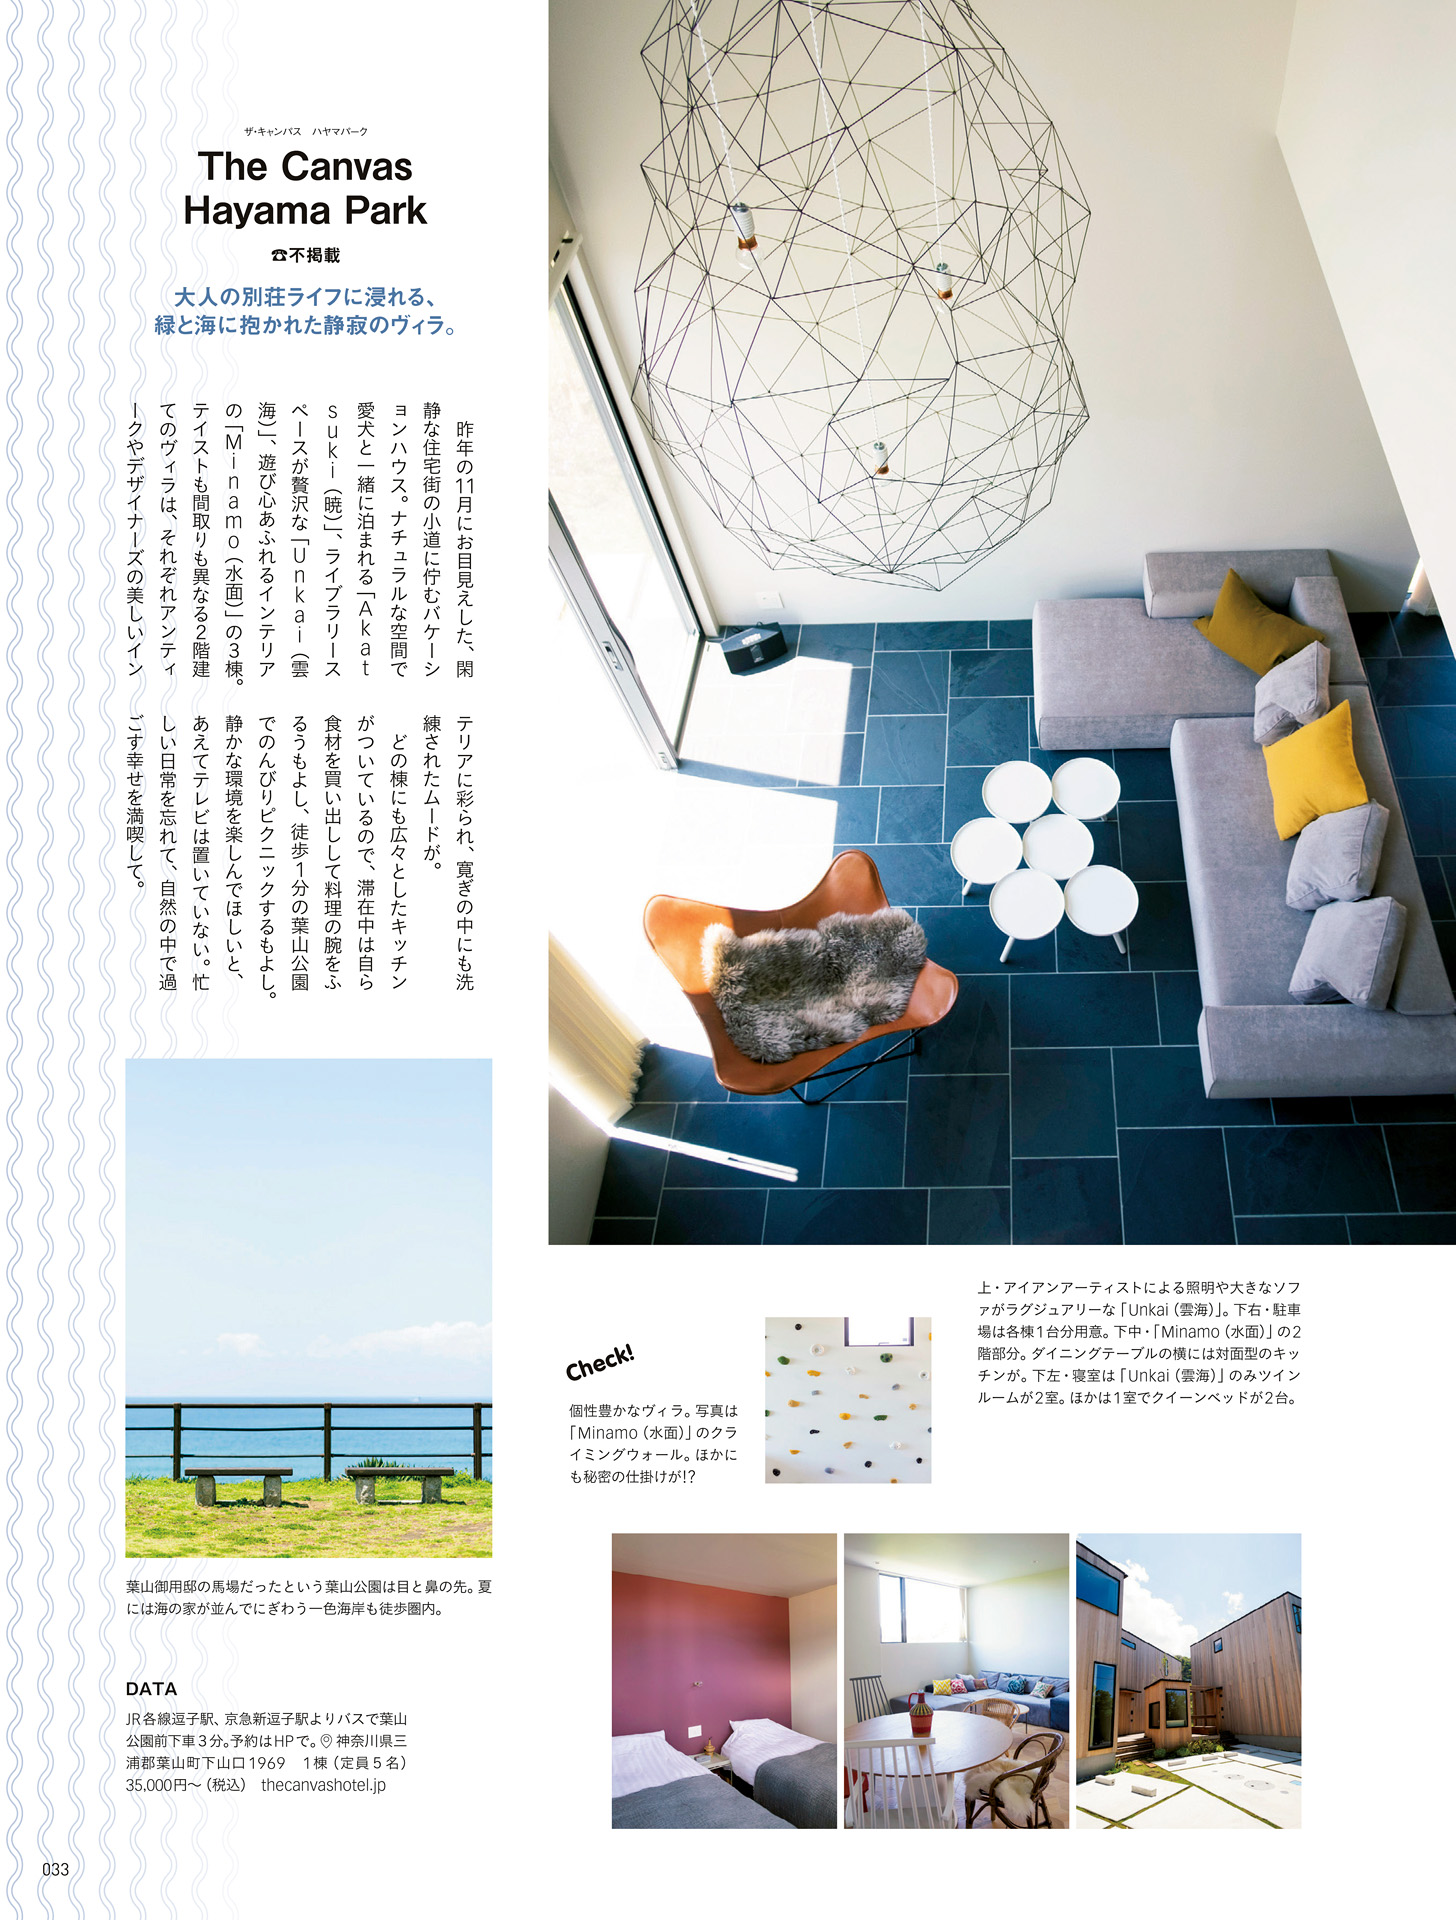 ザ・キャンバス　ハヤマパーク
The Canvas
Hayama Park
☎不掲載
大人の別荘ライフに浸れる、
緑と海に抱かれた静寂のヴィラ。
　昨年の11月にお目見えした、閑
静な住宅街の小道に佇むバケーシ
ョンハウス。ナチュラルな空間で
愛犬と一緒に泊まれる「Akat
suki（暁）」、ライブラリース
ペースが贅沢な「Unkai（雲
海）」、遊び心あふれるインテリア
の「Minamo（水面）」の３棟。
テイストも間取りも異なる２階建
てのヴィラは、それぞれアンティ
ークやデザイナーズの美しいイン
テリアに彩られ、寛ぎの中にも洗
練されたムードが。
　どの棟にも広々としたキッチン
がついているので、滞在中は自ら
食材を買い出しして料理の腕をふ
るうもよし、徒歩１分の葉山公園
でのんびりピクニックするもよし。
静かな環境を楽しんでほしいと、
あえてテレビは置いていない。忙
しい日常を忘れて、自然の中で過
ごす幸せを満喫して。
上・アイアンアーティストによる照明や大きなソフ
ァがラグジュアリーな「Unkai（雲海）」。下右・駐車
場は各棟1台分用意。下中・「Minamo（水面）」の2
階部分。ダイニングテーブルの横には対面型のキッ
チンが。下左・寝室は「Unkai（雲海）」のみツイン
ルームが2室。ほかは1室でクイーンベッドが2台。
Check!
個性豊かなヴィラ。写真は
「Minamo（水面）」のクラ
イミングウォール。ほかに
も秘密の仕掛けが!?
葉山御用邸の馬場だったという葉山公園は目と鼻の先。夏
には海の家が並んでにぎわう一色海岸も徒歩圏内。
DATA
JR各線逗子駅、京急新逗子駅よりバスで葉山
公園前下車３分。予約はHPで。神奈川県三
浦郡葉山町下山口1969　１棟（定員５名）
35,000円〜（税込）　thecanvashotel.jp
033